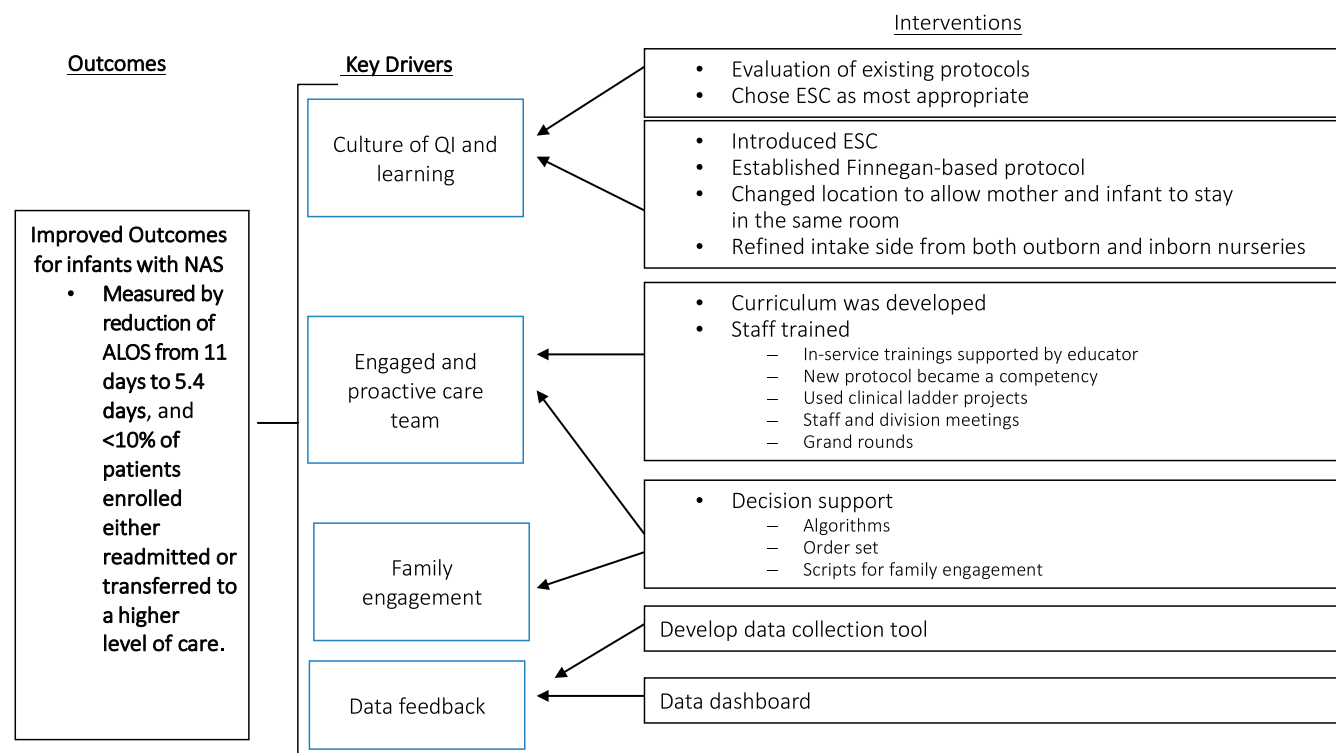 Outcomes
Improved Outcomes
for infants with NAS
• Measured by
reduction of
ALOS from 11
days to 5.4
days, and
<10% of
patients
enrolled
either
readmitted or
transferred to
a higher
level of care.
Key Drivers
Culture of QI and
learning
Engaged and
proactive care
team
Family
engagement
Data feedback
Interventions
• Evaluation of existing protocols
• Chose ESC as most appropriate
• Introduced ESC
• Established Finnegan-based protocol
• Changed location to allow mother and infant to stay
in the same room
• Refined intake side from both outborn and inborn nurseries
• Curriculum was developed
• Staff trained
– In-service trainings supported by educator
– New protocol became a competency
– Used clinical ladder projects
– Staff and division meetings
– Grand rounds
• Decision support
– Algorithms
– Order set
– Scripts for family engagement
Develop data collection tool
Data dashboard